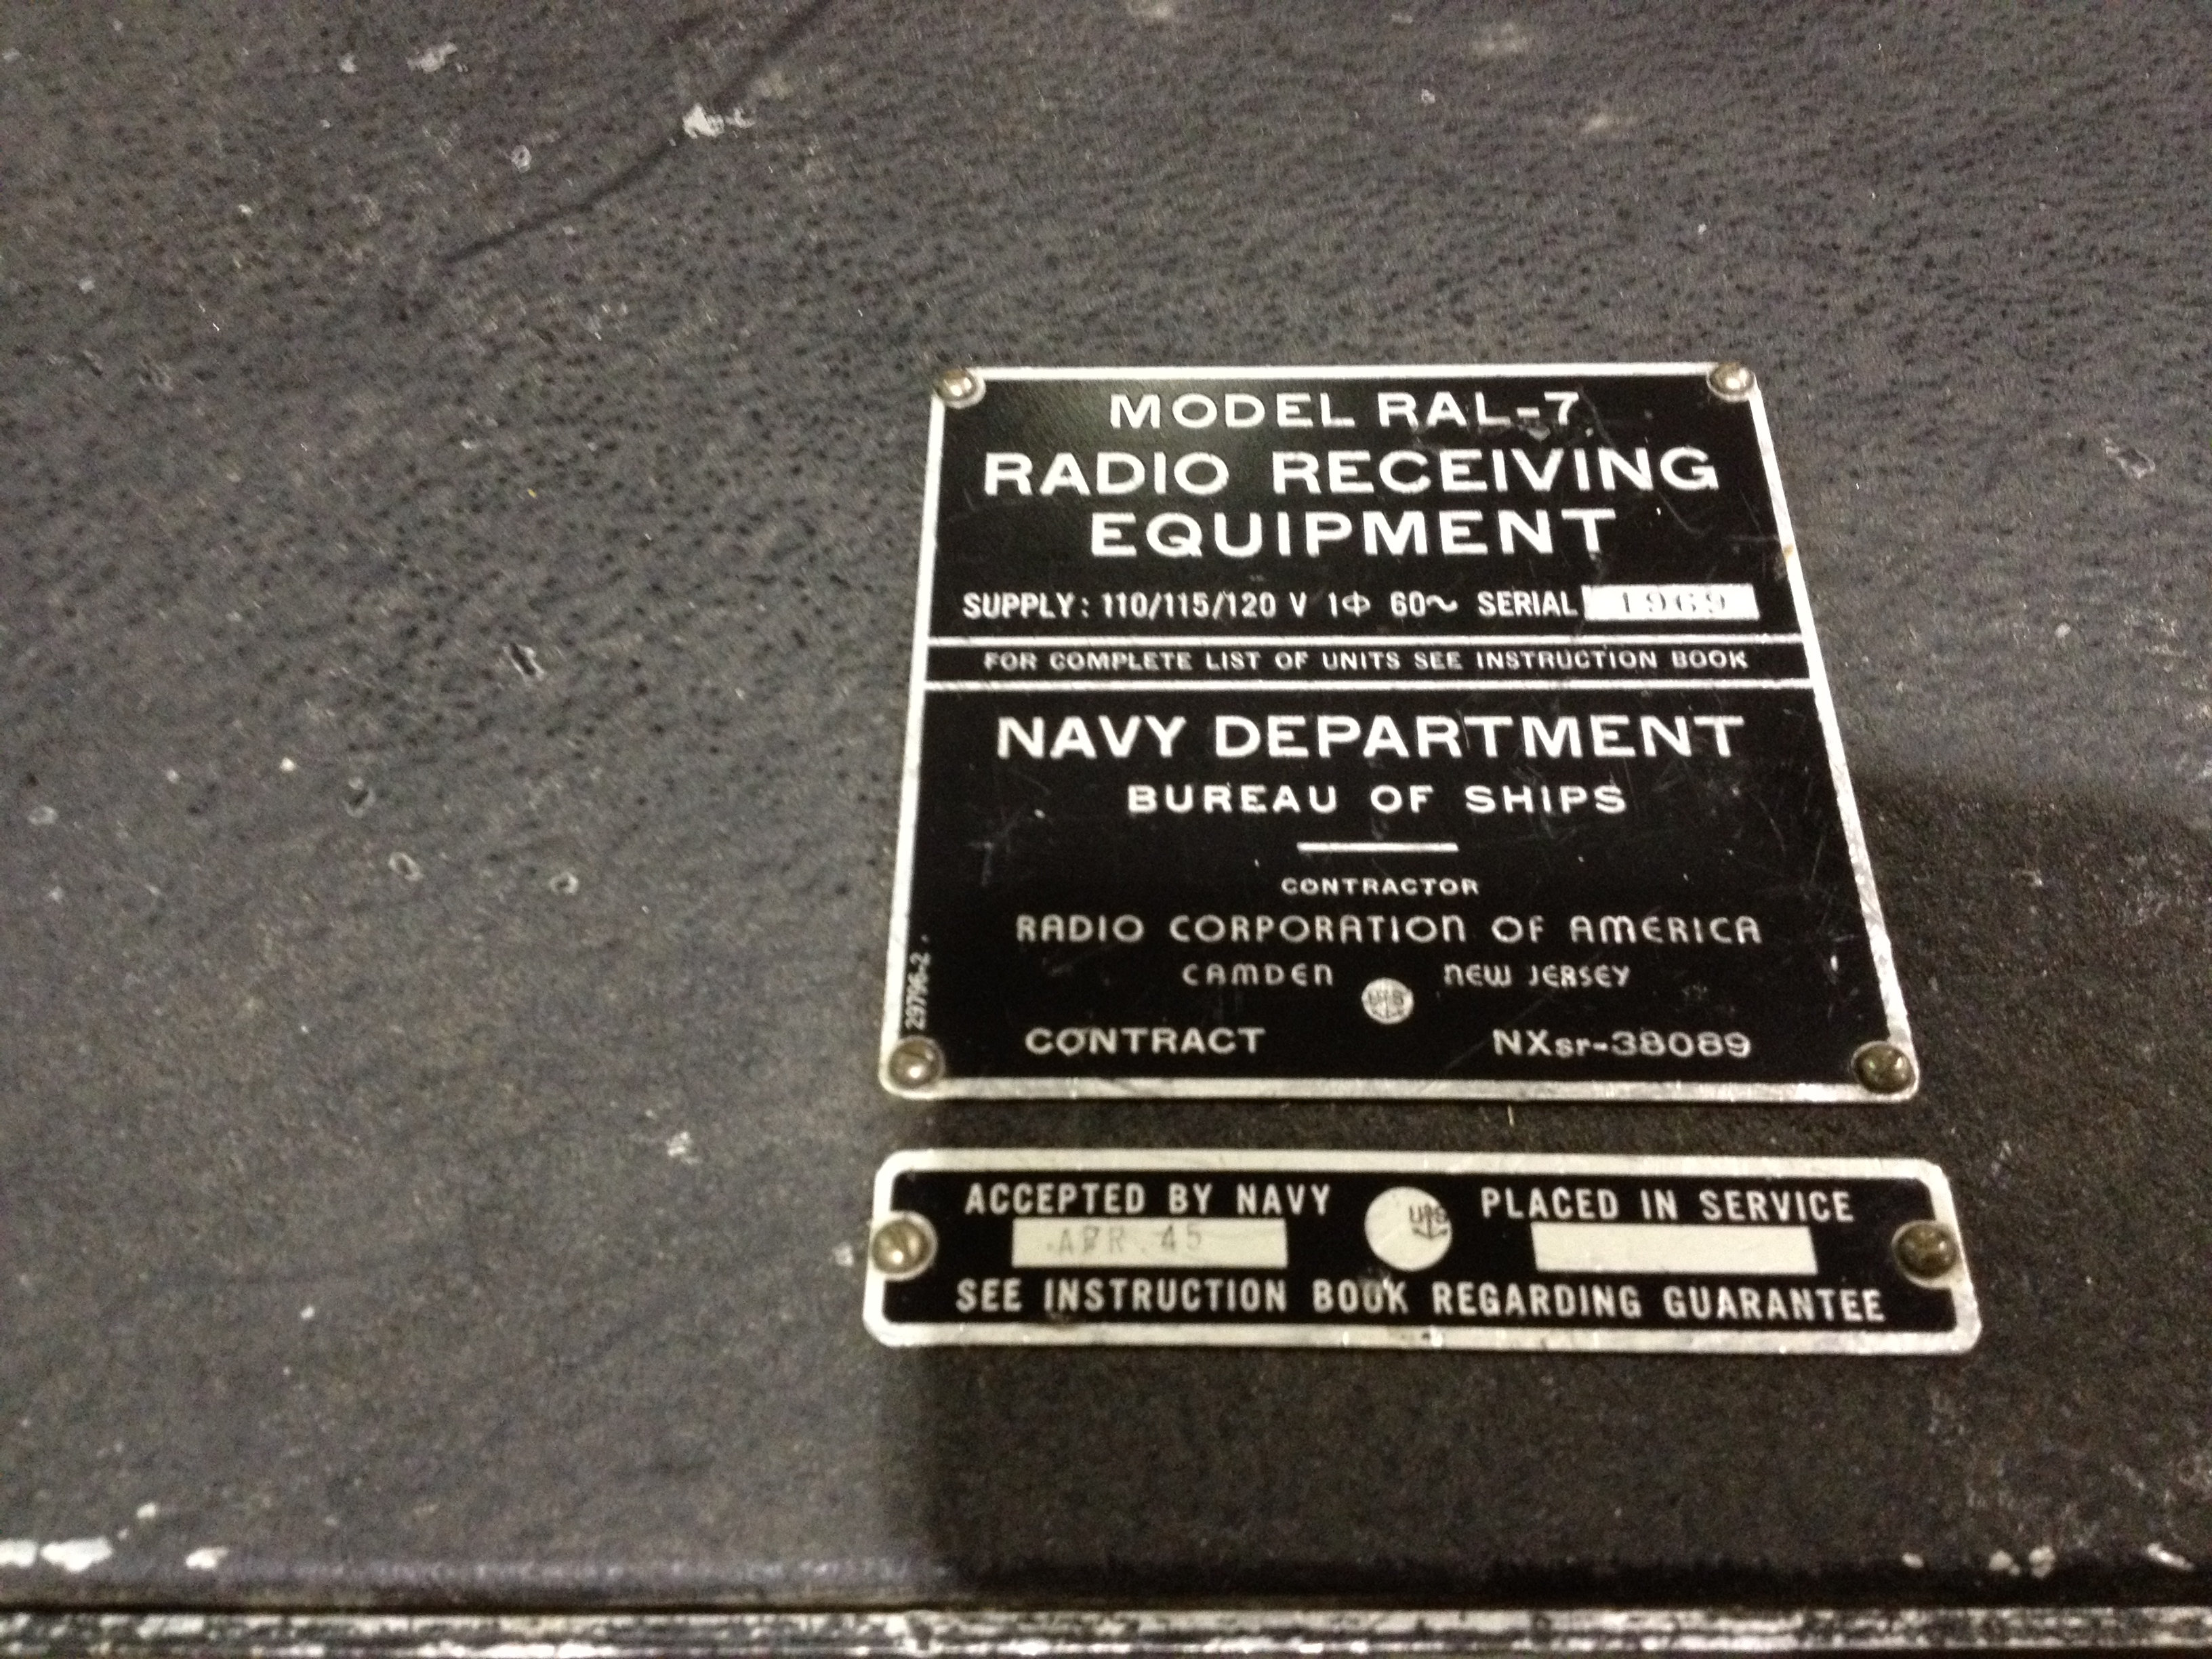 MODEL RAL-7
RADIO RECEIVING
EQUIPMENT
SUPPLY: 110/115/120 V 1Φ 60~ SERIAL 1969
FOR COMPLETE LIST OF UNITS SEE INSTRUCTION BOOK
NAVY DEPARTMENT
BUREAU OF SHIPS
CONTRACTOR
RADIO CORPORATION OF AMERICA
CAMDEN NEW JERSEY
CONTRACT NXsr-38089
29796-2
ACCEPTED BY NAVY PLACED IN SERVICE
APR 45
SEE INSTRUCTION BOOK REGARDING GUARANTEE